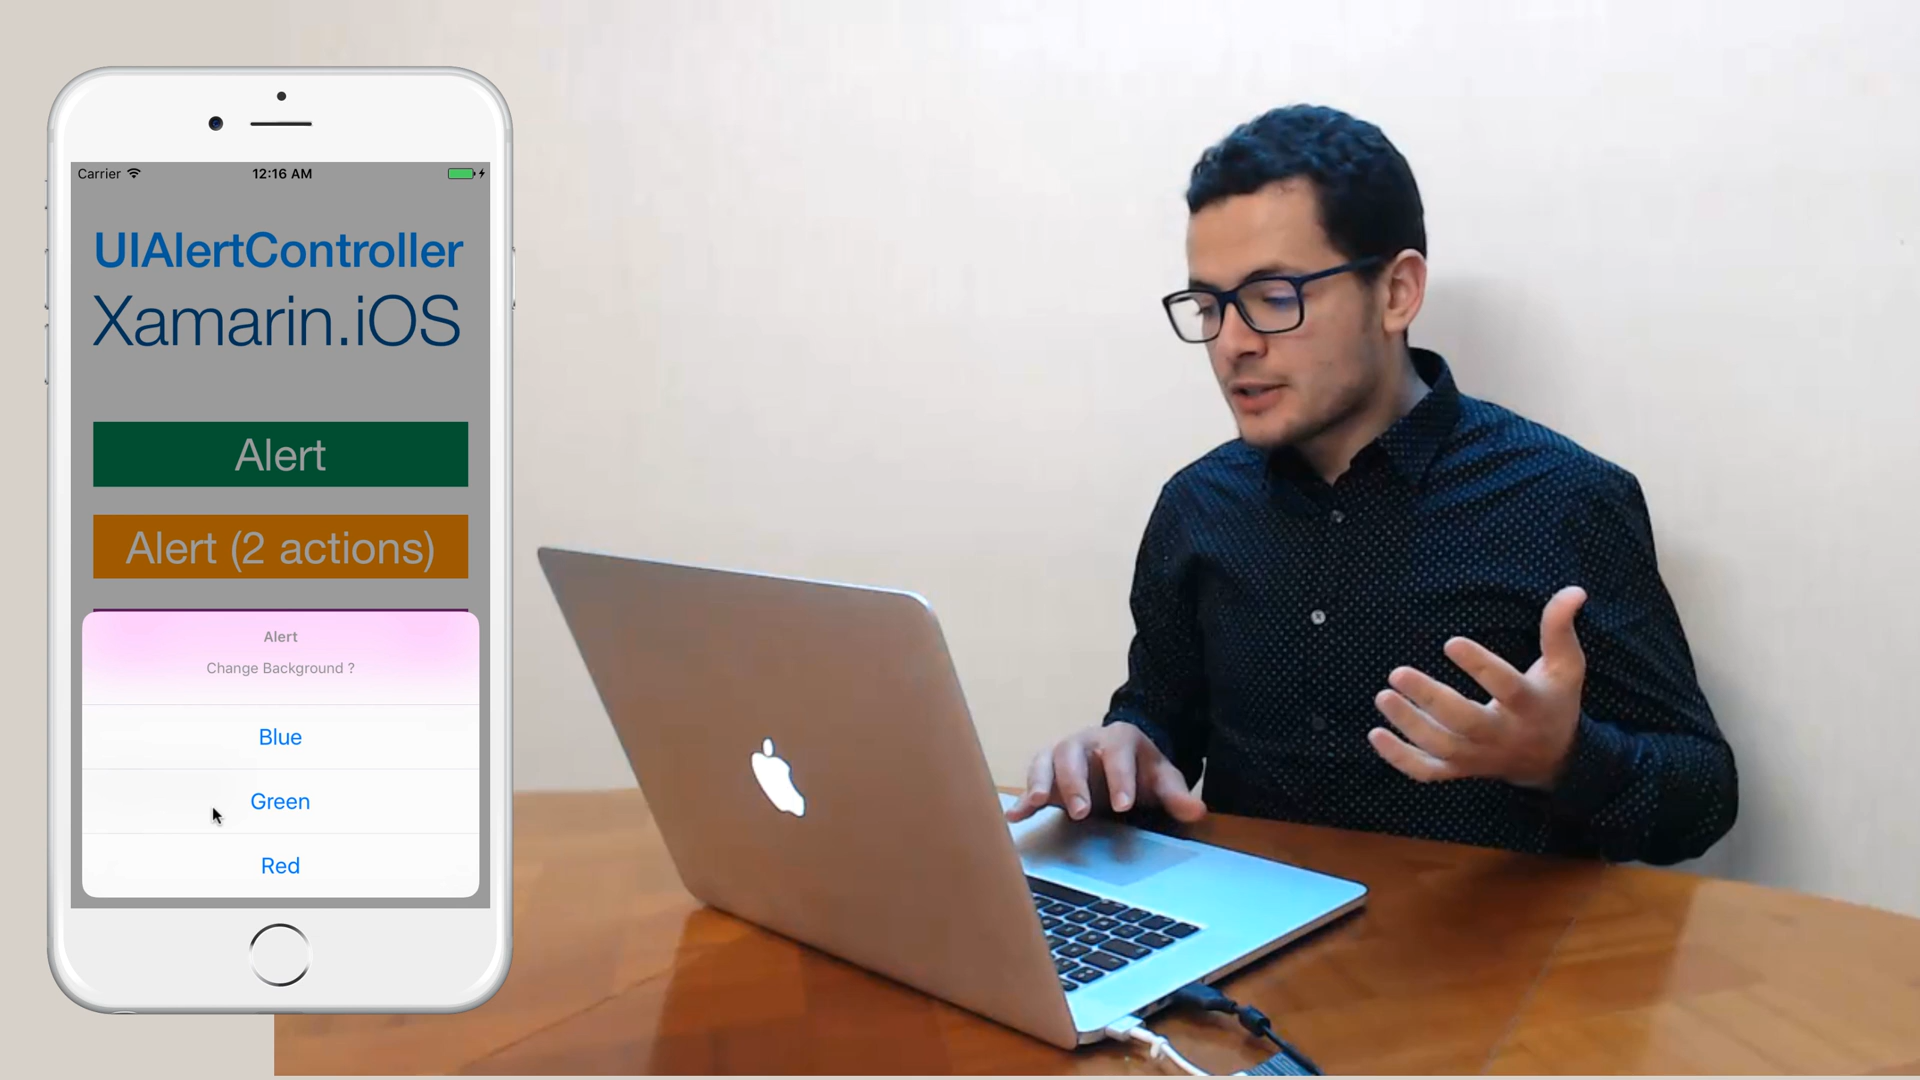 Carrier
12:16 AM
UIAlertController
Xamarin.iOS
Alert
Alert (2 actions)
Alert
Change Background ?
Blue
Green
Red